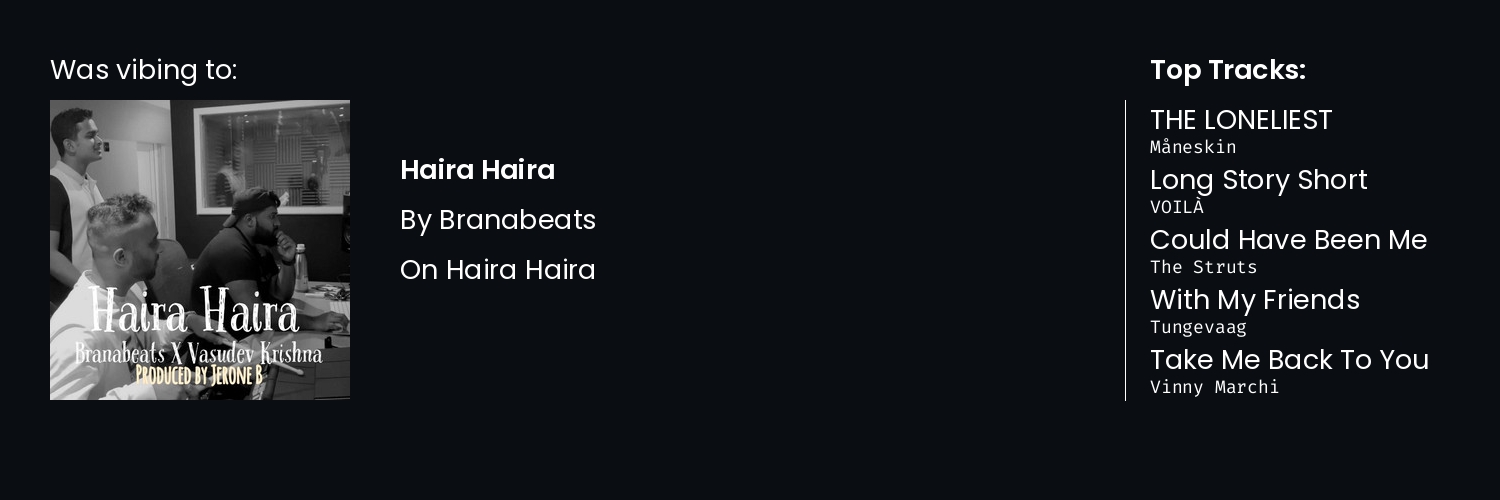 Was vibing to:
Haira Haira
Branabeats X Vasudev Krishna
PRODUCED BY JERONE B
Haira Haira
By Branabeats
On Haira Haira
Top Tracks:
THE LONELIEST
Måneskin
Long Story Short
VOILÀ
Could Have Been Me
The Struts
With My Friends
Tungevaag
Take Me Back To You
Vinny Marchi